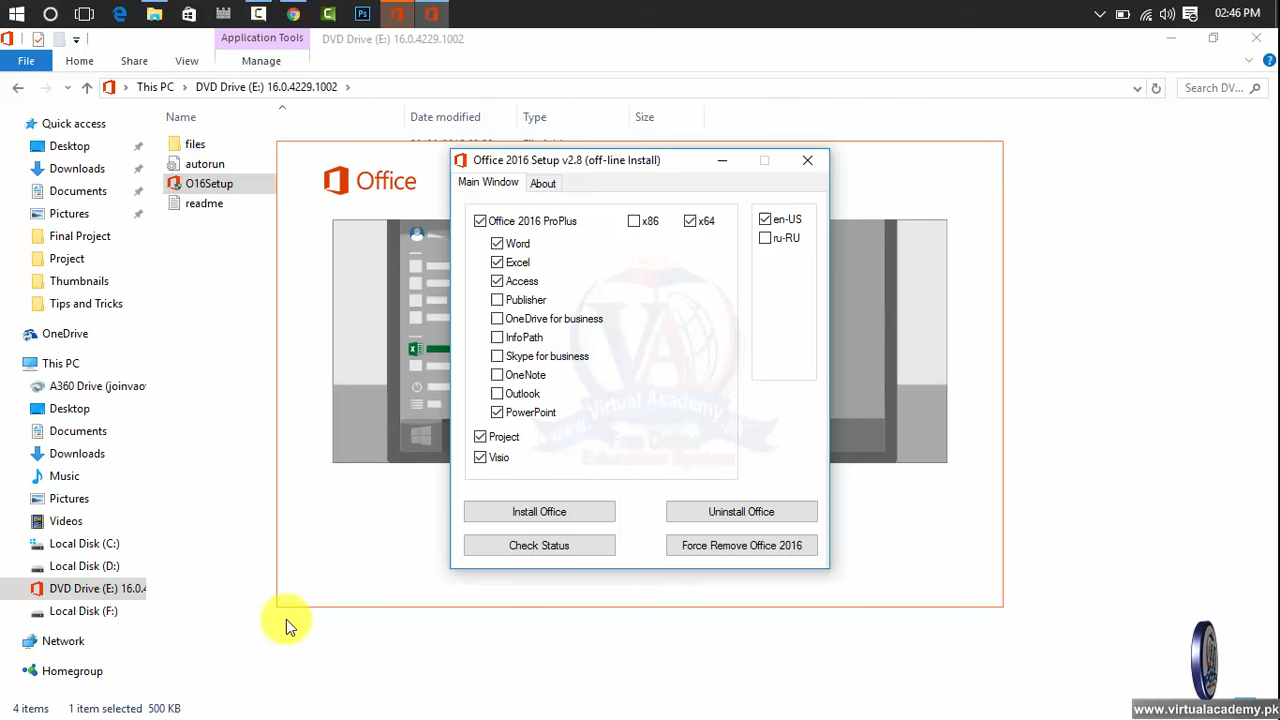 02:46 PM
Application Tools
DVD Drive (E:) 16.0.4229.1002
File
Home
Share
View
Manage
This PC
DVD Drive (E:) 16.0.4229.1002
Search DV...
Name
Date modified
Type
Size
Quick access
Desktop
Downloads
Documents
Pictures
Final Project
Project
Thumbnails
Tips and Tricks
OneDrive
This PC
A360 Drive (joinvao
Desktop
Documents
Downloads
Music
Pictures
Videos
Local Disk (C:)
Local Disk (D:)
DVD Drive (E:) 16.0.4
Local Disk (F:)
Network
Homegroup
files
autorun
O16Setup
readme
Office
Office 2016 Setup v2.8 (off-line Install)
Main Window
About
Office 2016 ProPlus
x86
x64
Word
Excel
Access
Publisher
OneDrive for business
InfoPath
Skype for business
OneNote
Outlook
PowerPoint
Project
Visio
en-US
ru-RU
Virtual Academy
Education System
Install Office
Uninstall Office
Check Status
Force Remove Office 2016
4 items
1 item selected 500 KB
www.virtualacademy.pk